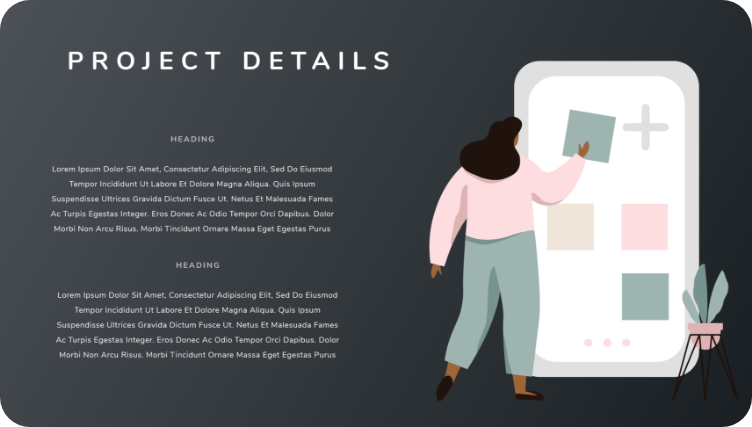 PROJECT DETAILS
HEADING
Lorem Ipsum Dolor Sit Amet, Consectetur Adipiscing Elit, Sed Do Eiusmod
Tempor Incididunt Ut Labore Et Dolore Magna Aliqua. Quis Ipsum
Suspendisse Ultrices Gravida Dictum Fusce Ut. Netus Et Malesuada Fames
Ac Turpis Egestas Integer. Eros Donec Ac Odio Tempor Orci Dapibus. Dolor
Morbi Non Arcu Risus. Morbi Tincidunt Ornare Massa Eget Egestas Purus
HEADING
Lorem Ipsum Dolor Sit Amet, Consectetur Adipiscing Elit, Sed Do Eiusmod
Tempor Incididunt Ut Labore Et Dolore Magna Aliqua. Quis Ipsum
Suspendisse Ultrices Gravida Dictum Fusce Ut. Netus Et Malesuada Fames
Ac Turpis Egestas Integer. Eros Donec Ac Odio Tempor Orci Dapibus. Dolor
Morbi Non Arcu Risus. Morbi Tincidunt Ornare Massa Eget Egestas Purus